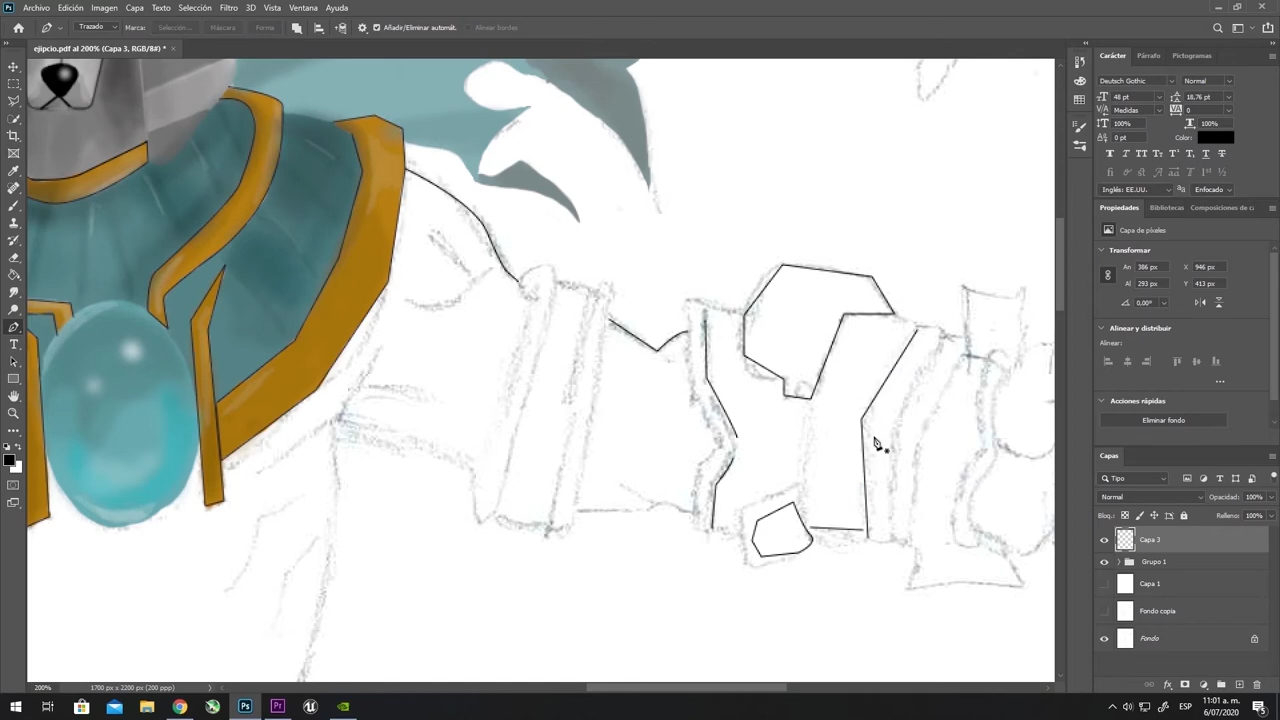 Archivo Edición Imagen Capa Texto Selección Filtro 3D Vista Ventana Ayuda
Trazado Marca: Selección... Máscara Forma Añadir/Eliminar automát. Alinear bordes
ejipcio.pdf al 200% (Capa 3, RGB/8#) *
Carácter Párrafo Pictogramas
Deutsch Gothic Normal
48 pt 18,76 pt
Medidas 0
100% 100%
0 pt Color:
Inglés: EE.UU. Enfocado
Propiedades Bibliotecas Composiciones de ca
Capa de píxeles
Transformar
An 386 px X 946 px
Al 293 px Y 413 px
0,00°
Alinear y distribuir
Alinear:
Acciones rápidas
Eliminar fondo
Capas
Tipo
Normal Opacidad: 100%
Bloq.: Relleno: 100%
Capa 3
Grupo 1
Capa 1
Fondo copia
Fondo
200% 1700 px x 2200 px (200 ppp)
ESP 11:01 a. m.
6/07/2020